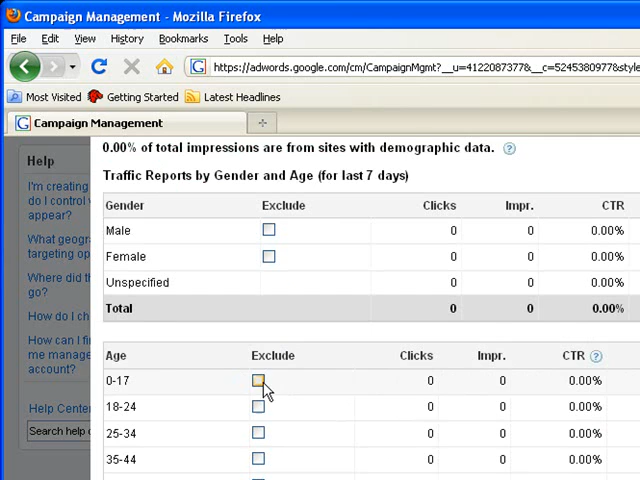 Campaign Management - Mozilla Firefox
File Edit View History Bookmarks Tools Help
https://adwords.google.com/cm/CampaignMgmt?__u=4122087377&__c=5245380977&style
Most Visited Getting Started Latest Headlines
Campaign Management
0.00% of total impressions are from sites with demographic data. ?
Help
Traffic Reports by Gender and Age (for last 7 days)
I'm creating
do I control
appear?
What geogra
targeting op
Where did th
go?
How do I ch
How can I fi
me manage
account?
Help Center
Search help c
Gender Exclude Clicks Impr. CTR
Male 0 0 0.00%
Female 0 0 0.00%
Unspecified 0 0 0.00%
Total 0 0 0.00%
Age Exclude Clicks Impr. CTR ?
0-17 0 0 0.00%
18-24 0 0 0.00%
25-34 0 0 0.00%
35-44 0 0 0.00%